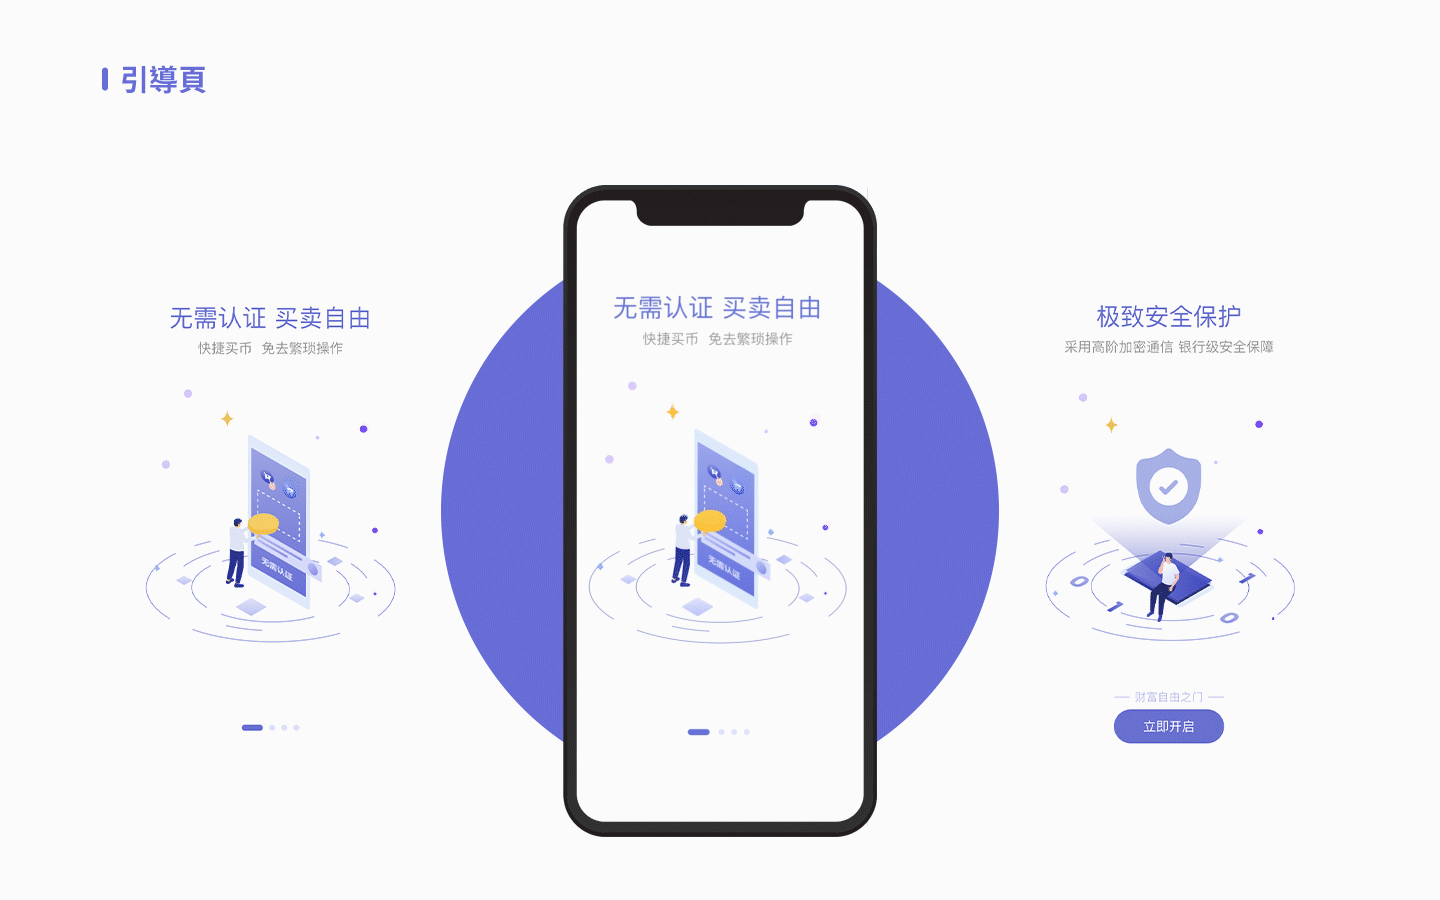 引導頁
无需认证 买卖自由
快捷买币 免去繁琐操作
无需认证
无需认证 买卖自由
快捷买币 免去繁琐操作
无需认证
极致安全保护
采用高阶加密通信 银行级安全保障
0 1 0 1
财富自由之门
立即开启